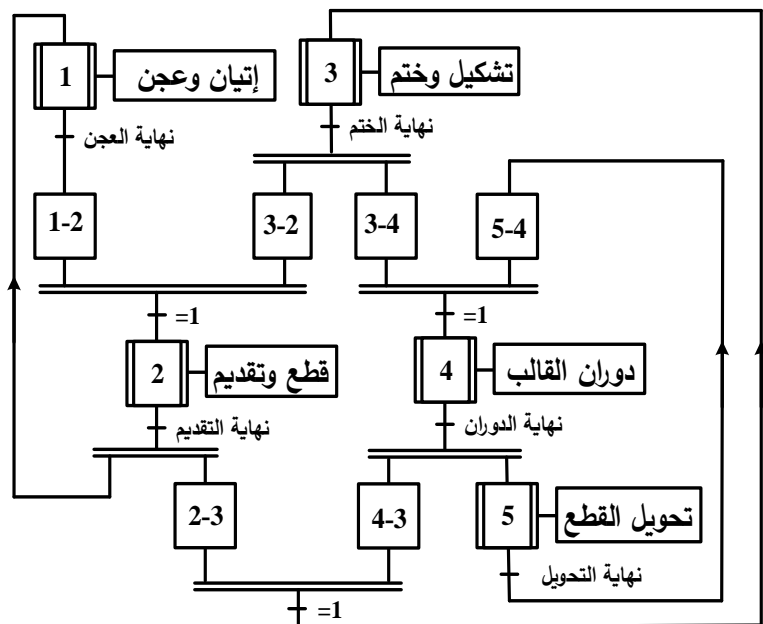 1
إتيان وعجن
3
تشكيل وختم
نهاية العجن
نهاية الختم
1-2
3-2
3-4
5-4
=1
=1
2
قطع وتقديم
4
دوران القالب
نهاية التقديم
نهاية الدوران
2-3
4-3
5
تحويل القطع
نهاية التحويل
=1